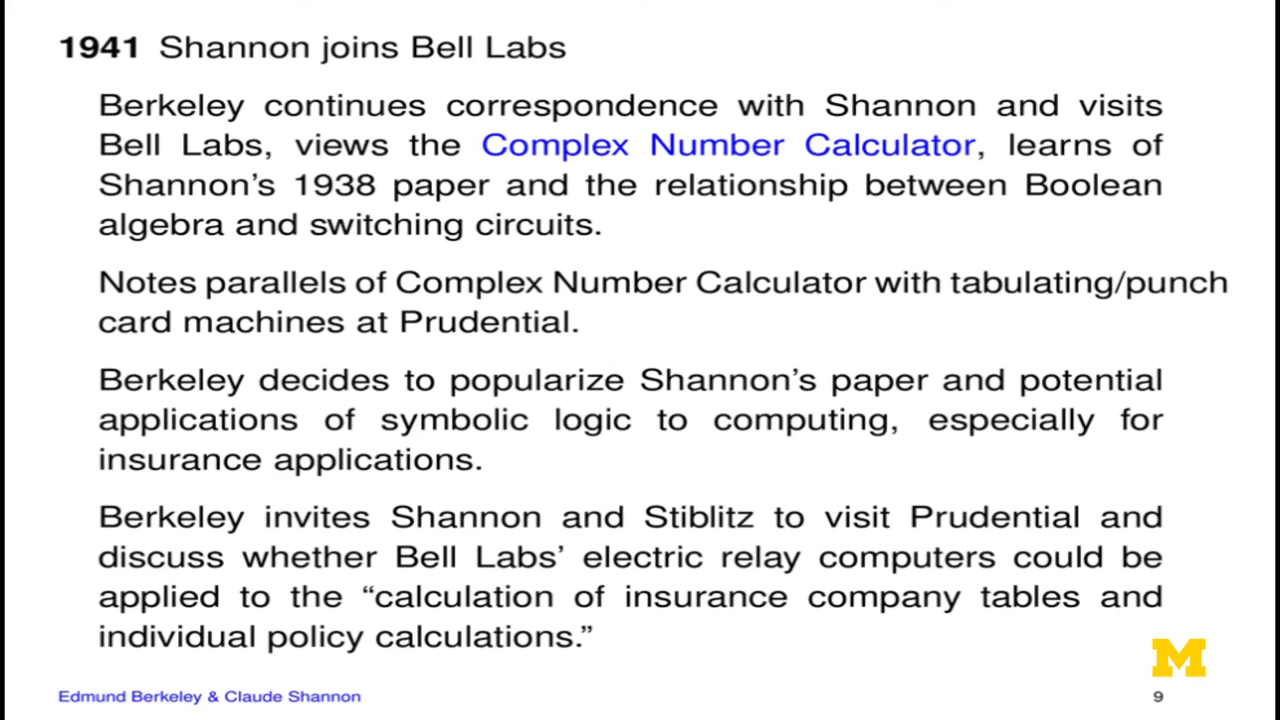 1941 Shannon joins Bell Labs
Berkeley continues correspondence with Shannon and visits
Bell Labs, views the Complex Number Calculator, learns of
Shannon’s 1938 paper and the relationship between Boolean
algebra and switching circuits.
Notes parallels of Complex Number Calculator with tabulating/punch
card machines at Prudential.
Berkeley decides to popularize Shannon’s paper and potential
applications of symbolic logic to computing, especially for
insurance applications.
Berkeley invites Shannon and Stiblitz to visit Prudential and
discuss whether Bell Labs’ electric relay computers could be
applied to the “calculation of insurance company tables and
individual policy calculations.”
M
Edmund Berkeley & Claude Shannon
9